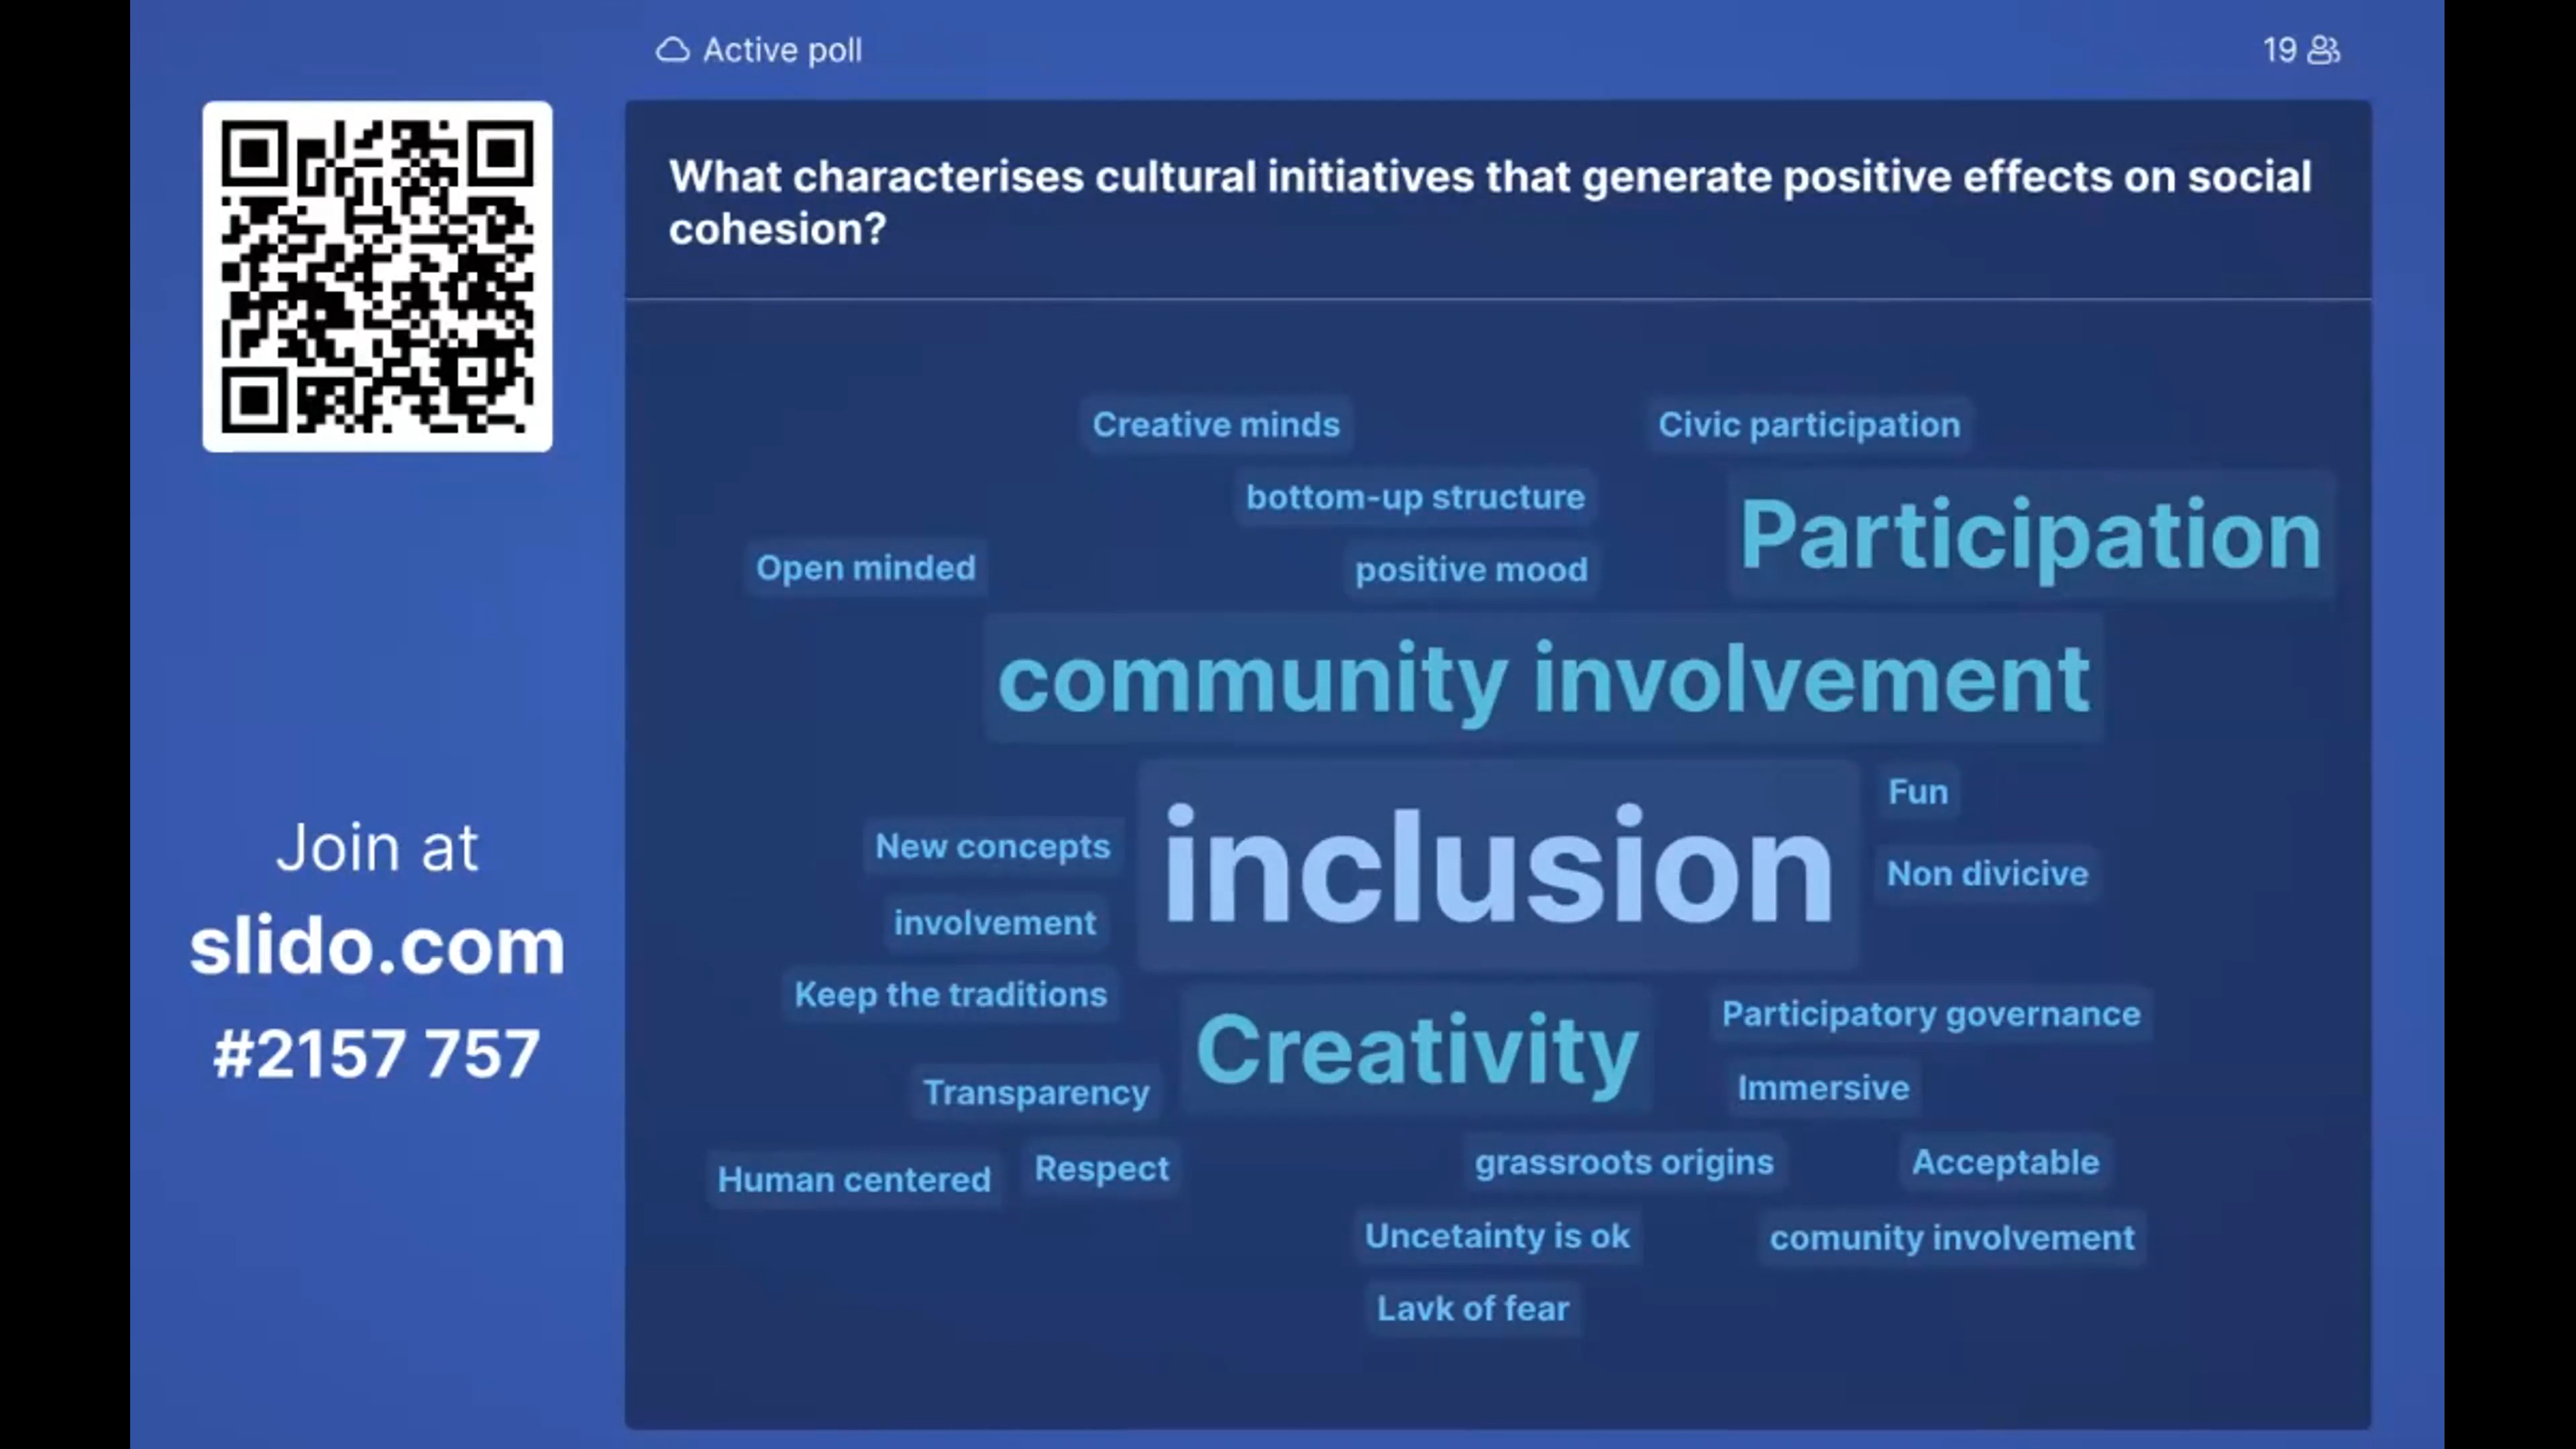 Active poll
19
What characterises cultural initiatives that generate positive effects on social
cohesion?
Join at
slido.com
#2157 757
Creative minds
Civic participation
bottom-up structure
Participation
Open minded
positive mood
community involvement
Fun
New concepts
inclusion
Non divicive
involvement
Keep the traditions
Creativity
Participatory governance
Transparency
Immersive
Human centered
Respect
grassroots origins
Acceptable
Uncetainty is ok
comunity involvement
Lavk of fear